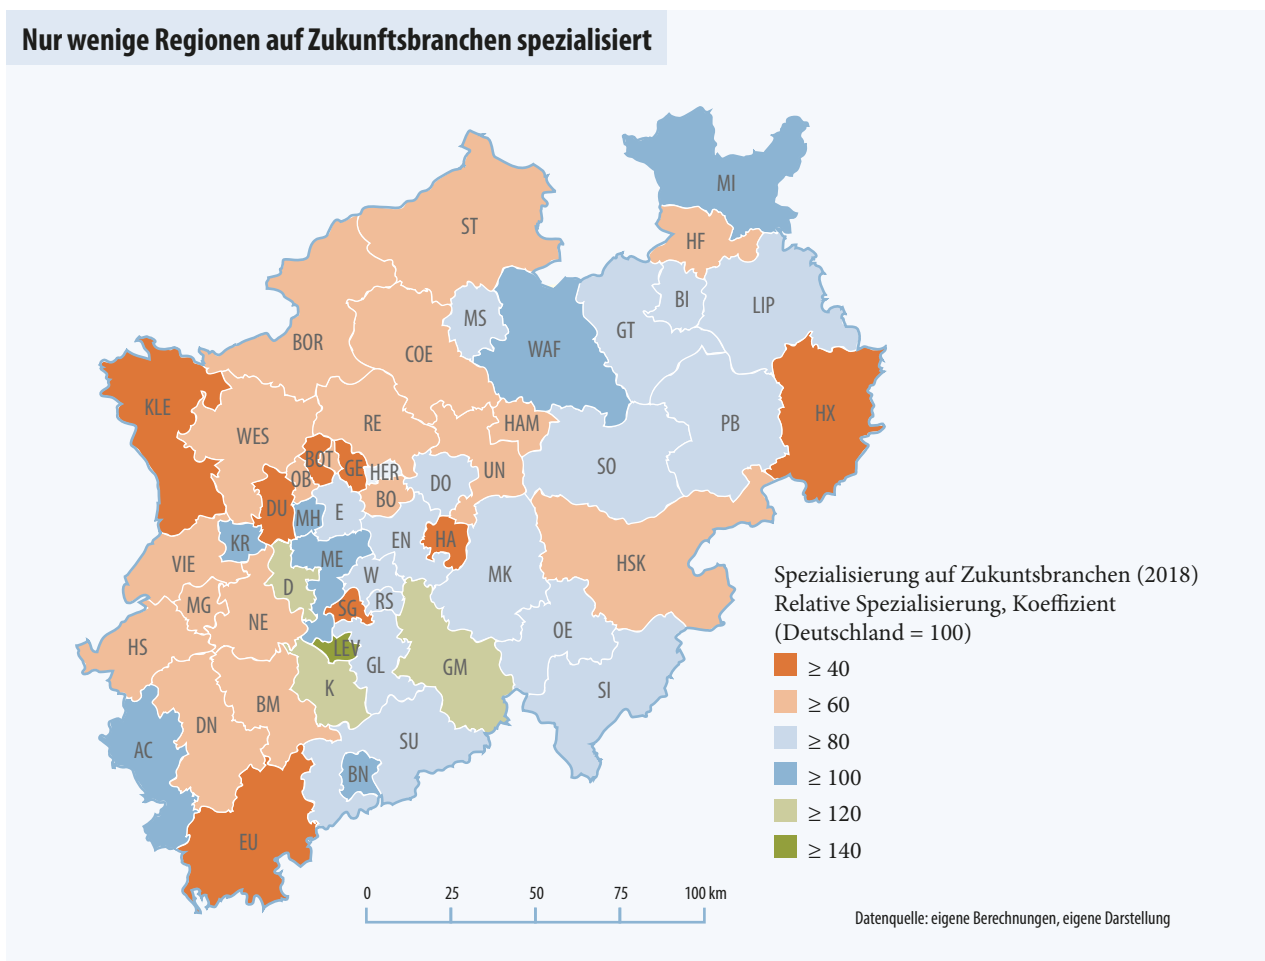 Nur wenige Regionen auf Zukunftsbranchen spezialisiert
MI
ST
HF
BI
LIP
MS
GT
BOR
WAF
COE
KLE
HX
WES
RE
HAM
PB
BOT
GE
HER
UN
SO
OB
DO
BO
DU
MH
E
KR
EN
HA
ME
VIE
HSK
W
MK
D
RS
MG
SG
NE
OE
HS
LEV
GL
GM
K
SI
BM
DN
SU
AC
BN
EU
Spezialisierung auf Zukuntsbranchen (2018)
Relative Spezialisierung, Koeffizient
(Deutschland = 100)
≥ 40
≥ 60
≥ 80
≥ 100
≥ 120
≥ 140
0 25 50 75 100 km
Datenquelle: eigene Berechnungen, eigene Darstellung